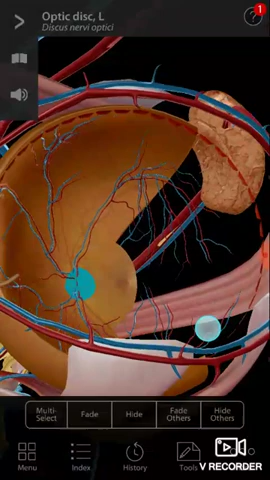 Optic disc, L
Discus nervi optici
1
?
Multi-
Select
Fade
Hide
Fade
Others
Hide
Others
Menu
Index
History
Tools
V RECORDER